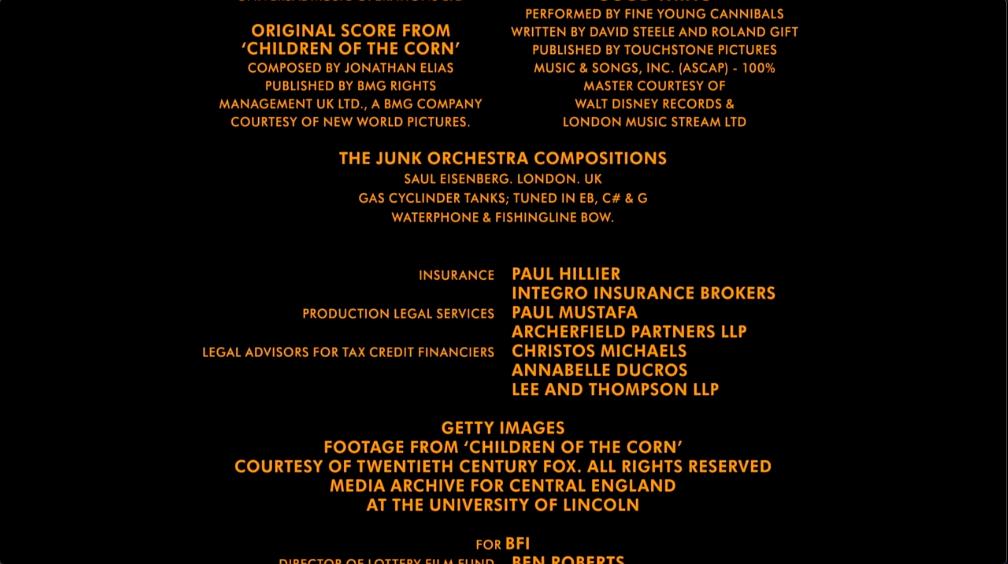 ORIGINAL SCORE FROM
‘CHILDREN OF THE CORN’
COMPOSED BY JONATHAN ELIAS
PUBLISHED BY BMG RIGHTS
MANAGEMENT UK LTD., A BMG COMPANY
COURTESY OF NEW WORLD PICTURES.
PERFORMED BY FINE YOUNG CANNIBALS
WRITTEN BY DAVID STEELE AND ROLAND GIFT
PUBLISHED BY TOUCHSTONE PICTURES
MUSIC & SONGS, INC. (ASCAP) - 100%
MASTER COURTESY OF
WALT DISNEY RECORDS &
LONDON MUSIC STREAM LTD
THE JUNK ORCHESTRA COMPOSITIONS
SAUL EISENBERG. LONDON. UK
GAS CYCLINDER TANKS; TUNED IN EB, C# & G
WATERPHONE & FISHINGLINE BOW.
INSURANCE PAUL HILLIER
INTEGRO INSURANCE BROKERS
PRODUCTION LEGAL SERVICES PAUL MUSTAFA
ARCHERFIELD PARTNERS LLP
LEGAL ADVISORS FOR TAX CREDIT FINANCIERS CHRISTOS MICHAELS
ANNABELLE DUCROS
LEE AND THOMPSON LLP
GETTY IMAGES
FOOTAGE FROM ‘CHILDREN OF THE CORN’
COURTESY OF TWENTIETH CENTURY FOX. ALL RIGHTS RESERVED
MEDIA ARCHIVE FOR CENTRAL ENGLAND
AT THE UNIVERSITY OF LINCOLN
FOR BFI
DIRECTOR OF LOTTERY FILM FUND BEN ROBERTS